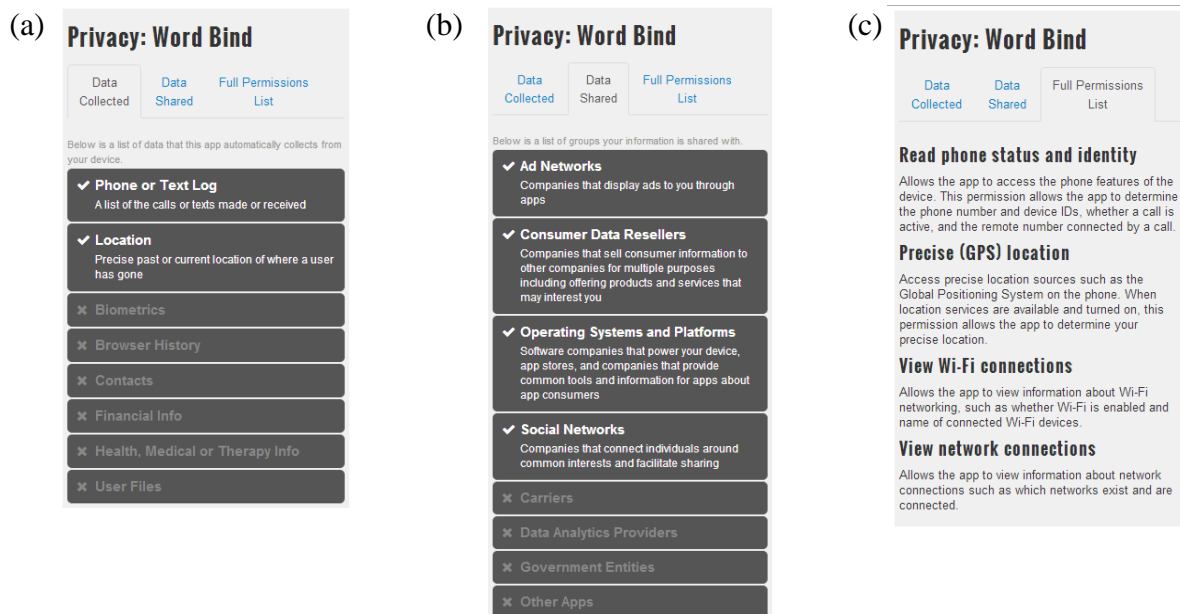 (a)
Privacy: Word Bind
Data Collected
Data Shared
Full Permissions List
Below is a list of data that this app automatically collects from
your device.
✔ Phone or Text Log
A list of the calls or texts made or received
✔ Location
Precise past or current location of where a user
has gone
✖ Biometrics
✖ Browser History
✖ Contacts
✖ Financial Info
✖ Health, Medical or Therapy Info
✖ User Files
(b)
Privacy: Word Bind
Data Collected
Data Shared
Full Permissions List
Below is a list of groups your information is shared with.
✔ Ad Networks
Companies that display ads to you through
apps
✔ Consumer Data Resellers
Companies that sell consumer information to
other companies for multiple purposes
including offering products and services that
may interest you
✔ Operating Systems and Platforms
Software companies that power your device,
app stores, and companies that provide
common tools and information for apps about
app consumers
✔ Social Networks
Companies that connect individuals around
common interests and facilitate sharing
✖ Carriers
✖ Data Analytics Providers
✖ Government Entities
✖ Other Apps
(c)
Privacy: Word Bind
Data Collected
Data Shared
Full Permissions List
Read phone status and identity
Allows the app to access the phone features of the
device. This permission allows the app to determine
the phone number and device IDs, whether a call is
active, and the remote number connected by a call.
Precise (GPS) location
Access precise location sources such as the
Global Positioning System on the phone. When
location services are available and turned on, this
permission allows the app to determine your
precise location.
View Wi-Fi connections
Allows the app to view information about Wi-Fi
networking, such as whether Wi-Fi is enabled and
name of connected Wi-Fi devices.
View network connections
Allows the app to view information about network
connections such as which networks exist and are
connected.